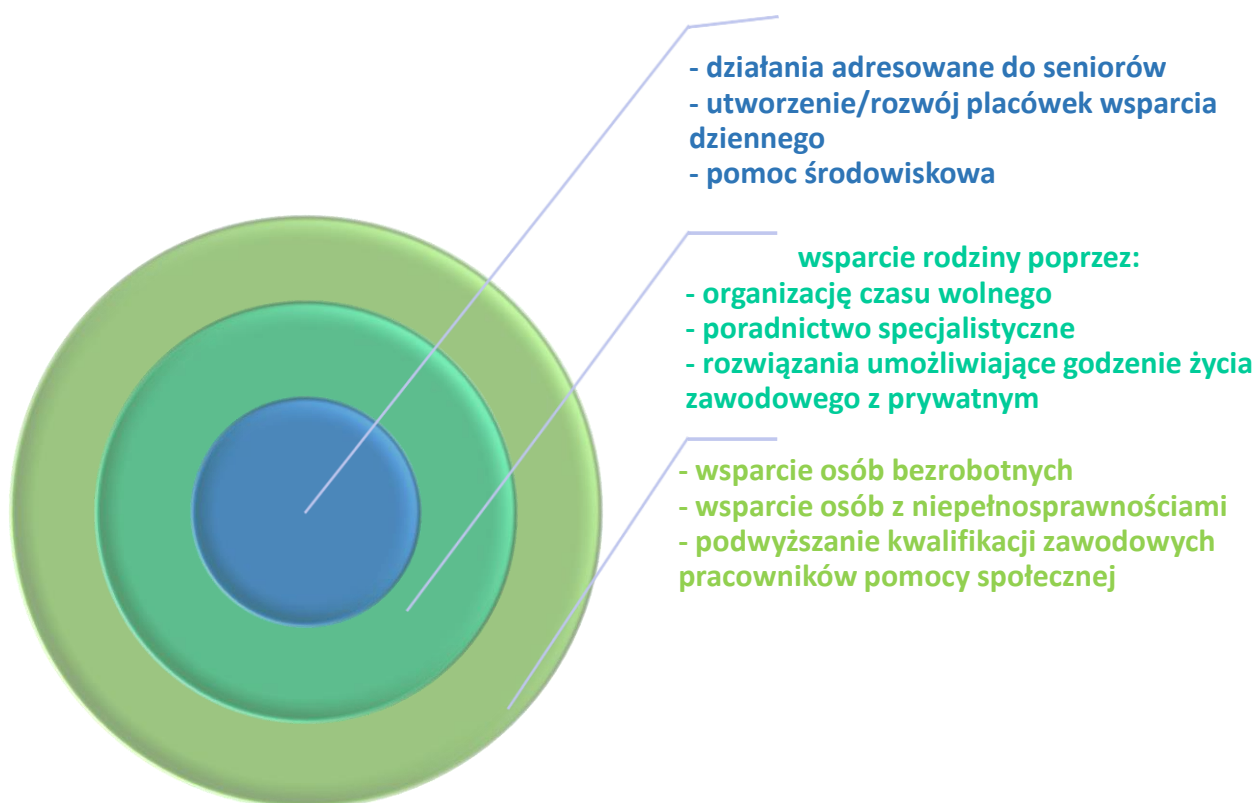 - działania adresowane do seniorów
- utworzenie/rozwój placówek wsparcia
dziennego
- pomoc środowiskowa
wsparcie rodziny poprzez:
- organizację czasu wolnego
- poradnictwo specjalistyczne
- rozwiązania umożliwiające godzenie życia
zawodowego z prywatnym
- wsparcie osób bezrobotnych
- wsparcie osób z niepełnosprawnościami
- podwyższanie kwalifikacji zawodowych
pracowników pomocy społecznej